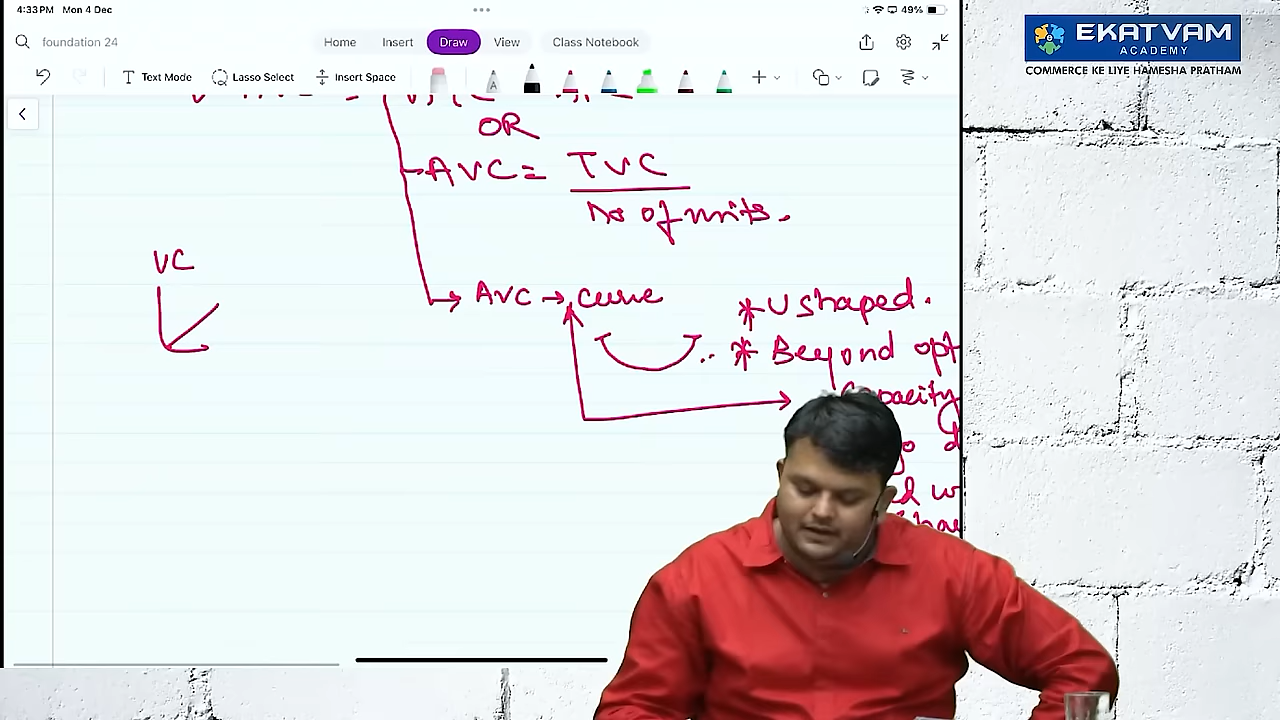 4:33 PM Mon 4 Dec
49%
foundation 24
Home Insert Draw View Class Notebook
Text Mode Lasso Select Insert Space
EKATVAM
ACADEMY
COMMERCE KE LIYE HAMESHA PRATHAM
OR
AVC = TVC
No of units.
VC
AVC → curve
* U shaped.
* Beyond opt
Capacity